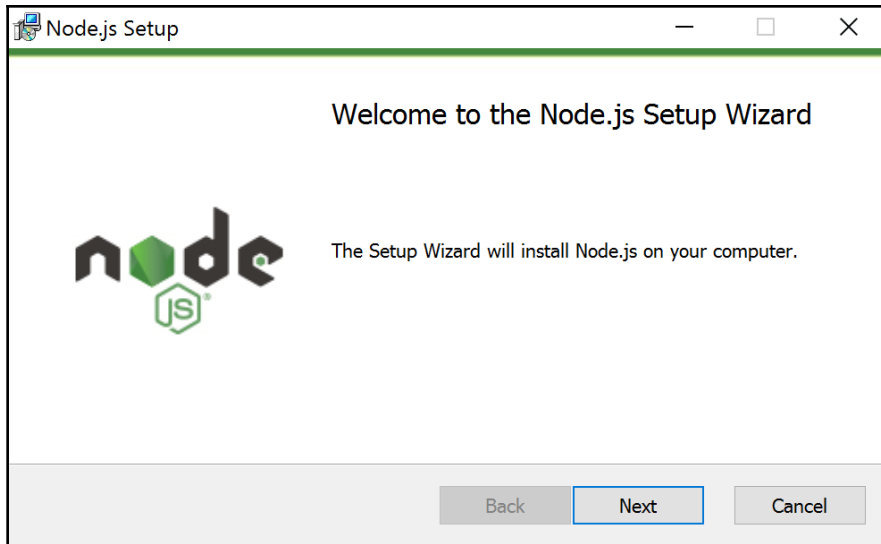 Node.js Setup
Welcome to the Node.js Setup Wizard
The Setup Wizard will install Node.js on your computer.
node
JS®
Back Next Cancel